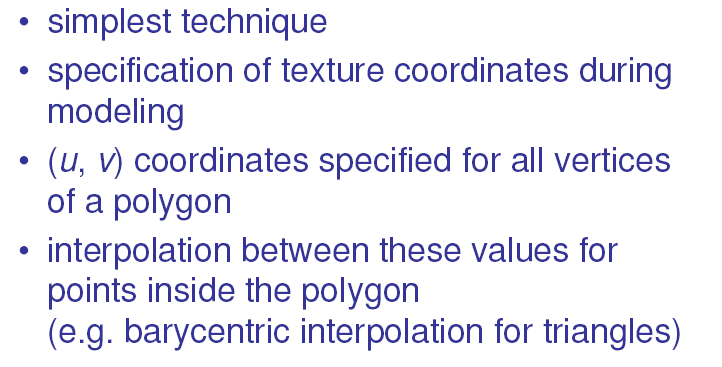 • simplest technique
• specification of texture coordinates during
modeling
• (u, v) coordinates specified for all vertices
of a polygon
• interpolation between these values for
points inside the polygon
(e.g. barycentric interpolation for triangles)